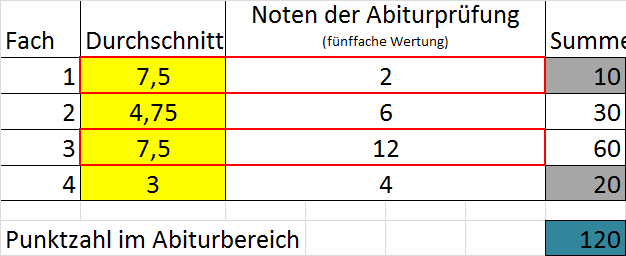 Noten der Abiturprüfung
Fach Durchschnitt (fünffache Wertung) Summe
1 7,5 2 10
2 4,75 6 30
3 7,5 12 60
4 3 4 20
Punktzahl im Abiturbereich 120